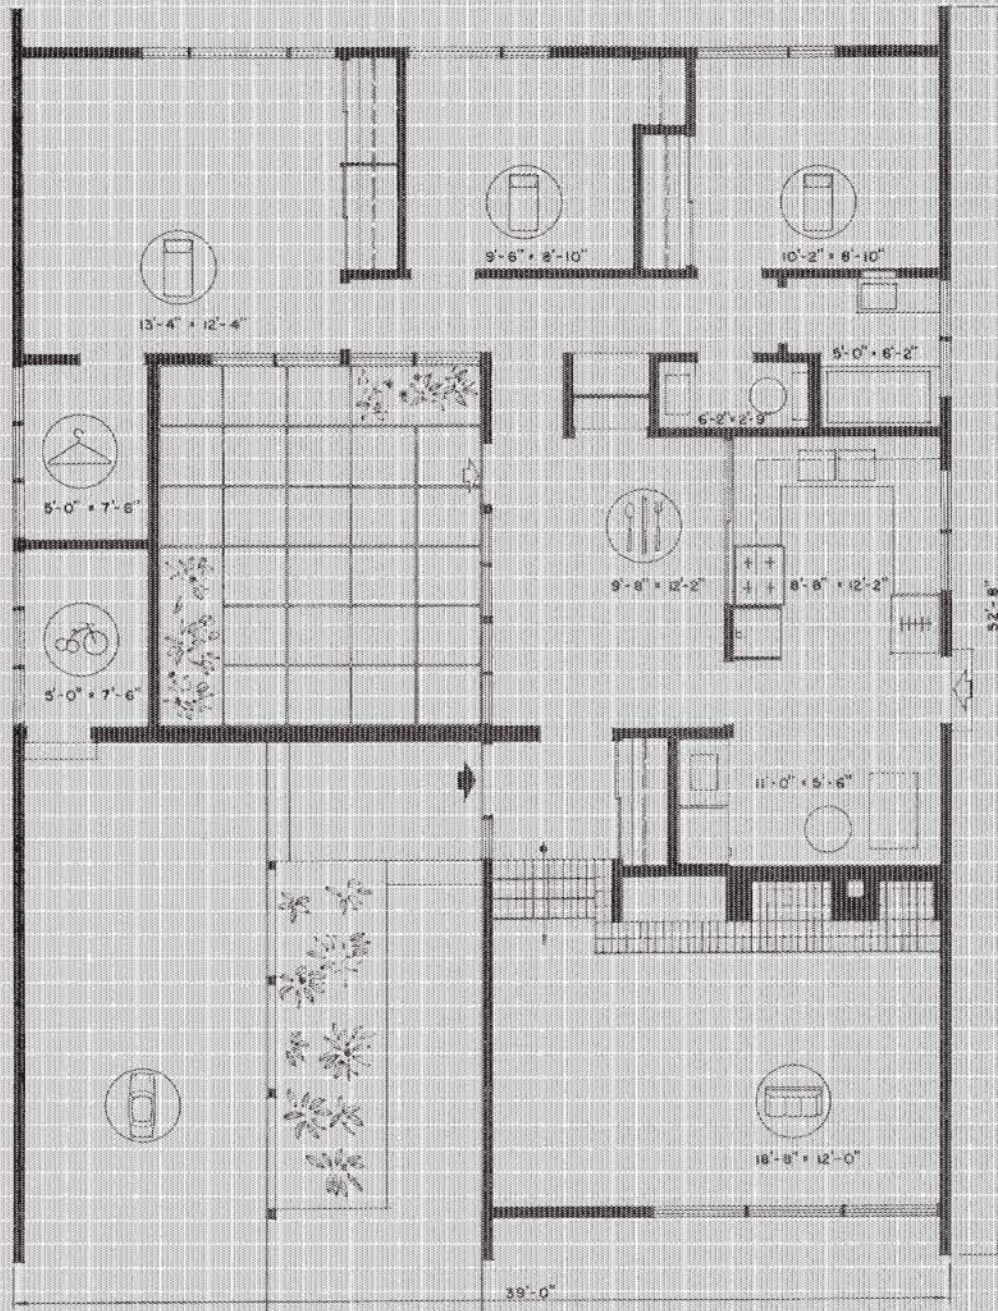 9'-6" × 8'-10"
10'-2" × 8'-10"
13'-4" × 12'-4"
5'-0" × 6'-2"
6'-2" × 2'-9"
5'-0" × 7'-6"
9'-8" × 12'-2"
8'-8" × 12'-2"
52'-8"
5'-0" × 7'-6"
11'-0" × 5'-6"
18'-8" × 12'-0"
39'-0"